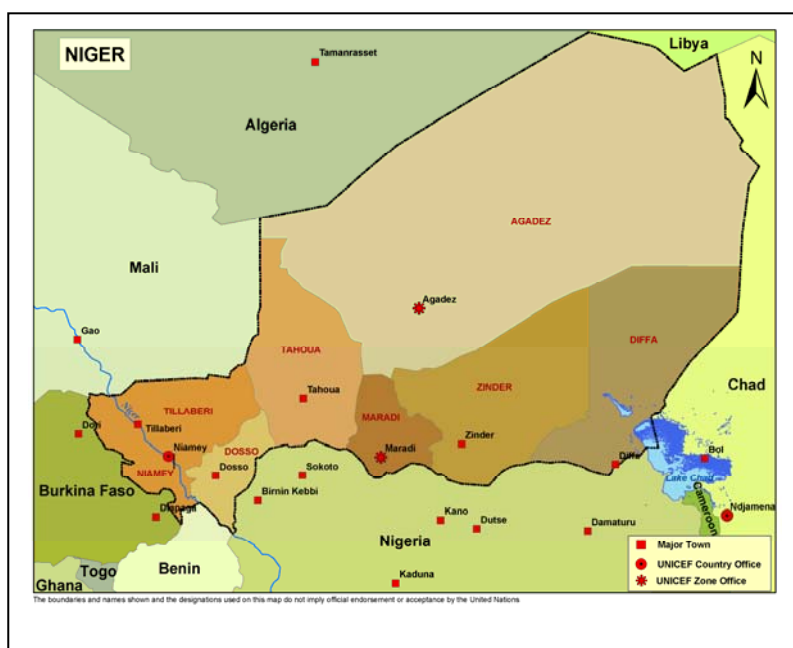 NIGER
Libya
N
Tamanrasset
Algeria
AGADEZ
Mali
Agadez
Gao
DIFFA
TAHOUA
Chad
ZINDER
Tahoua
TILLABERI
MARADI
Niger
Tillaberi
Dori
Zinder
DOSSO
Niamey
Maradi
Bol
Diffa
NIAMEY
Dosso
Sokoto
Lake Chad
Burkina Faso
Birnin Kebbi
Cameroon
Diapaga
Ndjamena
Kano
Dutse
Damaturu
Nigeria
Benin
Togo
Ghana
Kaduna
Major Town
UNICEF Country Office
UNICEF Zone Office
The boundaries and names shown and the designations used on this map do not imply official endorsement or acceptance by the United Nations.